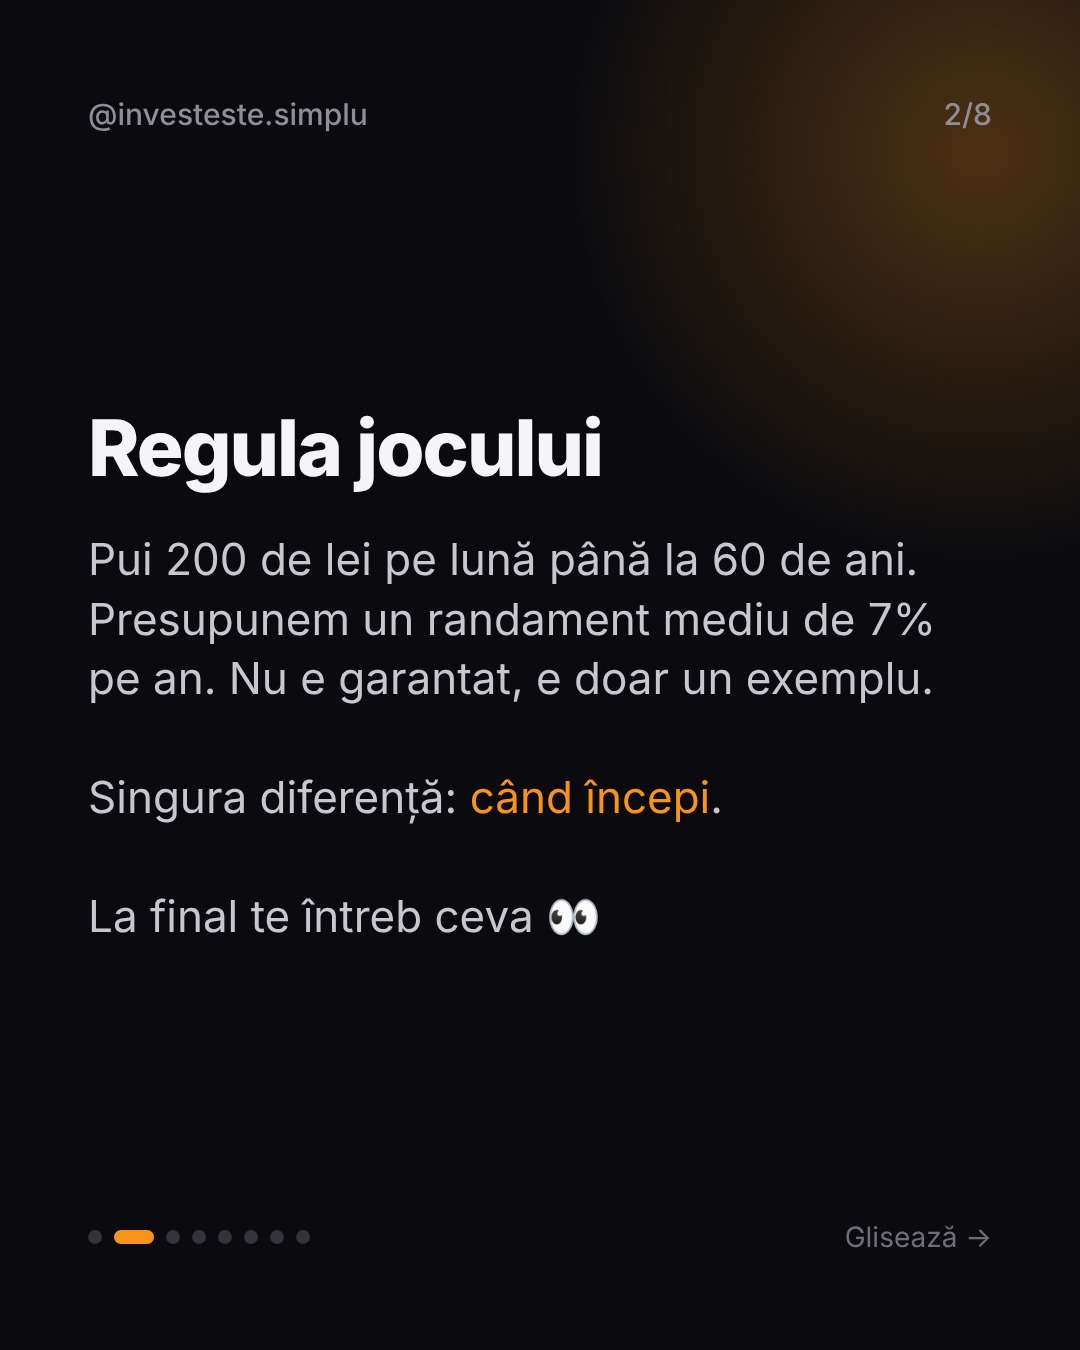 @investeste.simplu
2/8
Regula jocului
Pui 200 de lei pe lună până la 60 de ani.
Presupunem un randament mediu de 7%
pe an. Nu e garantat, e doar un exemplu.
Singura diferență: când începi.
La final te întreb ceva 👀
Glisează →